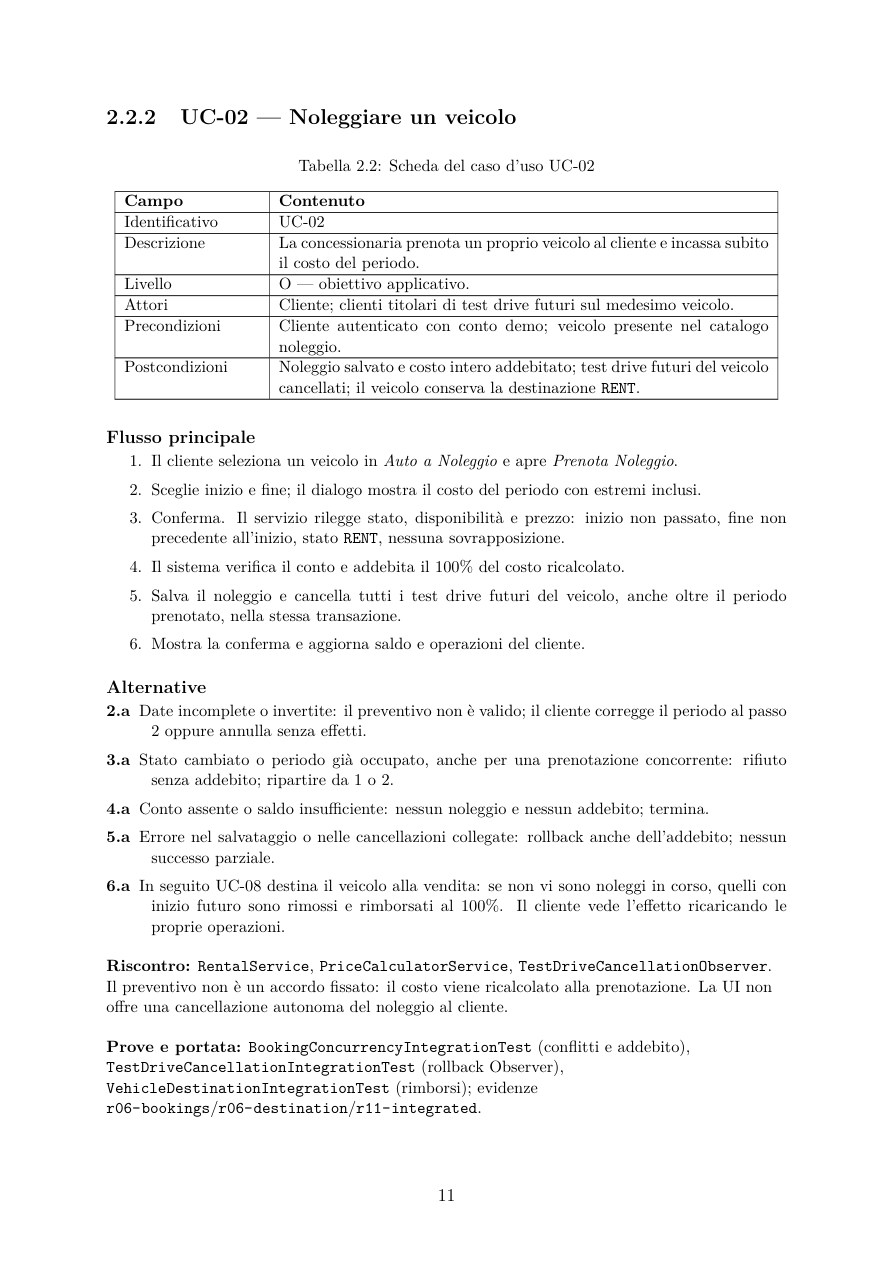 2.2.2 UC-02 — Noleggiare un veicolo
Tabella 2.2: Scheda del caso d'uso UC-02
Campo Contenuto
Identificativo UC-02
Descrizione La concessionaria prenota un proprio veicolo al cliente e incassa subito
il costo del periodo.
Livello O — obiettivo applicativo.
Attori Cliente; clienti titolari di test drive futuri sul medesimo veicolo.
Precondizioni Cliente autenticato con conto demo; veicolo presente nel catalogo
noleggio.
Postcondizioni Noleggio salvato e costo intero addebitato; test drive futuri del veicolo
cancellati; il veicolo conserva la destinazione RENT.
Flusso principale
1. Il cliente seleziona un veicolo in Auto a Noleggio e apre Prenota Noleggio.
2. Sceglie inizio e fine; il dialogo mostra il costo del periodo con estremi inclusi.
3. Conferma. Il servizio rilegge stato, disponibilità e prezzo: inizio non passato, fine non
precedente all'inizio, stato RENT, nessuna sovrapposizione.
4. Il sistema verifica il conto e addebita il 100% del costo ricalcolato.
5. Salva il noleggio e cancella tutti i test drive futuri del veicolo, anche oltre il periodo
prenotato, nella stessa transazione.
6. Mostra la conferma e aggiorna saldo e operazioni del cliente.
Alternative
2.a Date incomplete o invertite: il preventivo non è valido; il cliente corregge il periodo al passo
2 oppure annulla senza effetti.
3.a Stato cambiato o periodo già occupato, anche per una prenotazione concorrente: rifiuto
senza addebito; ripartire da 1 o 2.
4.a Conto assente o saldo insufficiente: nessun noleggio e nessun addebito; termina.
5.a Errore nel salvataggio o nelle cancellazioni collegate: rollback anche dell'addebito; nessun
successo parziale.
6.a In seguito UC-08 destina il veicolo alla vendita: se non vi sono noleggi in corso, quelli con
inizio futuro sono rimossi e rimborsati al 100%. Il cliente vede l'effetto ricaricando le
proprie operazioni.
Riscontro: RentalService, PriceCalculatorService, TestDriveCancellationObserver.
Il preventivo non è un accordo fissato: il costo viene ricalcolato alla prenotazione. La UI non
offre una cancellazione autonoma del noleggio al cliente.
Prove e portata: BookingConcurrencyIntegrationTest (conflitti e addebito),
TestDriveCancellationIntegrationTest (rollback Observer),
VehicleDestinationIntegrationTest (rimborsi); evidenze
r06-bookings/r06-destination/r11-integrated.
11